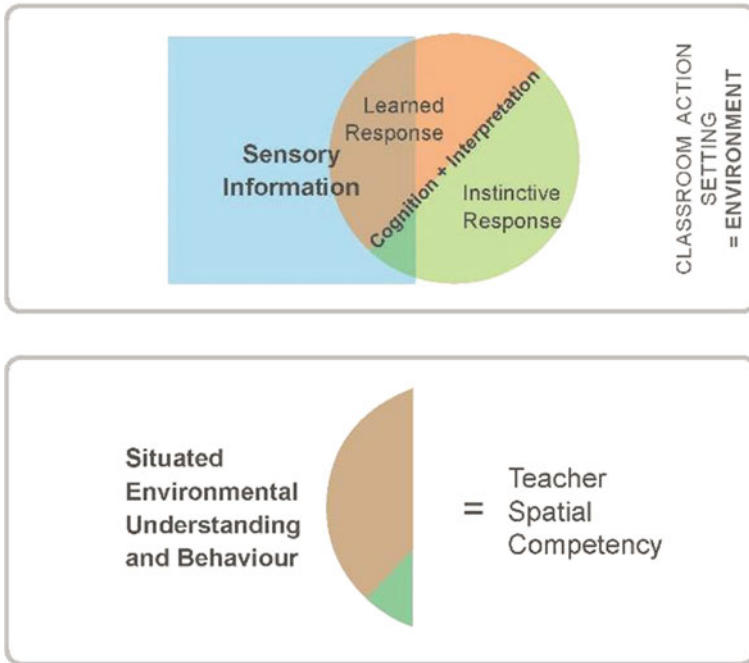 Sensory
Information
Learned
Response
Cognition + Interpretation
Instinctive
Response
CLASSROOM ACTION
SETTING
= ENVIRONMENT
Situated
Environmental
Understanding
and Behaviour
=
Teacher
Spatial
Competency